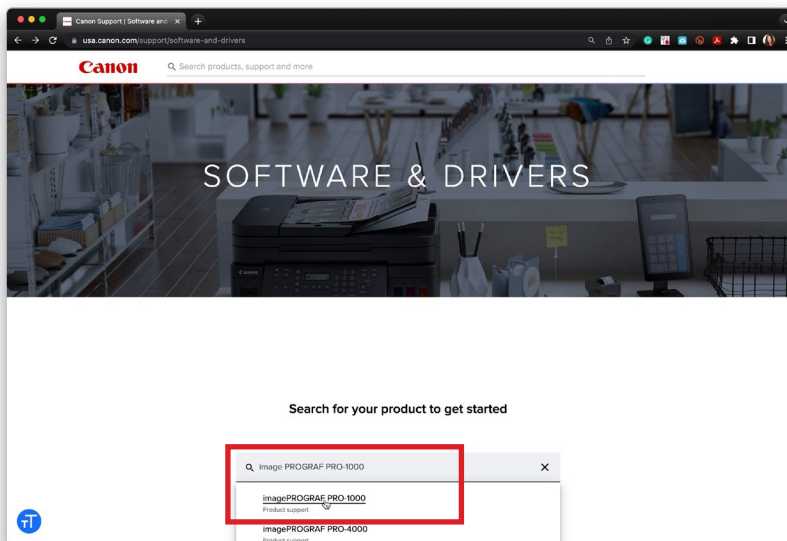 Canon Support | Software and
usa.canon.com/support/software-and-drivers
Canon
Search products, support and more
SOFTWARE & DRIVERS
Canon
Search for your product to get started
image PROGRAF PRO-1000
imagePROGRAF PRO-1000
Product support
imagePROGRAF PRO-4000
Product support
TT